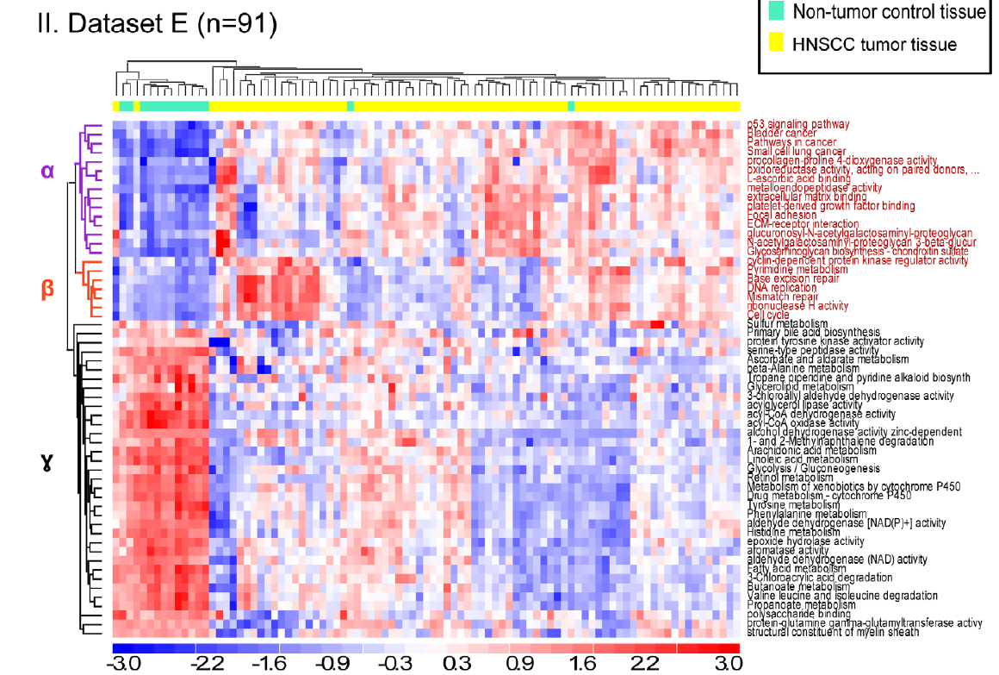 II. Dataset E (n=91)
Non-tumor control tissue
HNSCC tumor tissue
α
β
ɣ
p53 signaling pathway
Bladder cancer
Pathways in cancer
Small cell lung cancer
procollagen-proline 4-dioxygenase activity
oxidoreductase activity, acting on paired donors, ...
L-ascorbic acid binding
metalloendopeptidase activity
extracellular matrix binding
platelet-derived growth factor binding
Focal adhesion
ECM-receptor interaction
glucuronosyl-N-acetylgalactosaminyl-proteoglycan
N-acetylgalactosaminyl-proteoglycan 3-beta-glucur
Glycosaminoglycan biosynthesis - chondroitin sulfate
cyclin-dependent protein kinase regulator activity
Pyrimidine metabolism
Base excision repair
DNA replication
Mismatch repair
ribonuclease H activity
Cell cycle
Sulfur metabolism
Primary bile acid biosynthesis
protein tyrosine kinase activator activity
serine-type peptidase activity
Ascorbate and aldarate metabolism
beta-Alanine metabolism
Tropane piperidine and pyridine alkaloid biosynth
Glycerolipid metabolism
3-chloroallyl aldehyde dehydrogenase activity
acylglycerol lipase activity
acyl-CoA dehydrogenase activity
acyl-CoA oxidase activity
alcohol dehydrogenase activity zinc-dependent
1- and 2-Methylnaphthalene degradation
Arachidonic acid metabolism
Linoleic acid metabolism
Glycolysis / Gluconeogenesis
Retinol metabolism
Metabolism of xenobiotics by cytochrome P450
Drug metabolism - cytochrome P450
Tyrosine metabolism
Phenylalanine metabolism
aldehyde dehydrogenase [NAD(P)+] activity
Histidine metabolism
epoxide hydrolase activity
aromatase activity
aldehyde dehydrogenase (NAD) activity
Fatty acid metabolism
3-Chloroacrylic acid degradation
Butanoate metabolism
Valine leucine and isoleucine degradation
Propanoate metabolism
polysaccharide binding
protein-glutamine gamma-glutamyltransferase activ
structural constituent of myelin sheath
-3.0 -2.2 -1.6 -0.9 -0.3 0.3 0.9 1.6 2.2 3.0